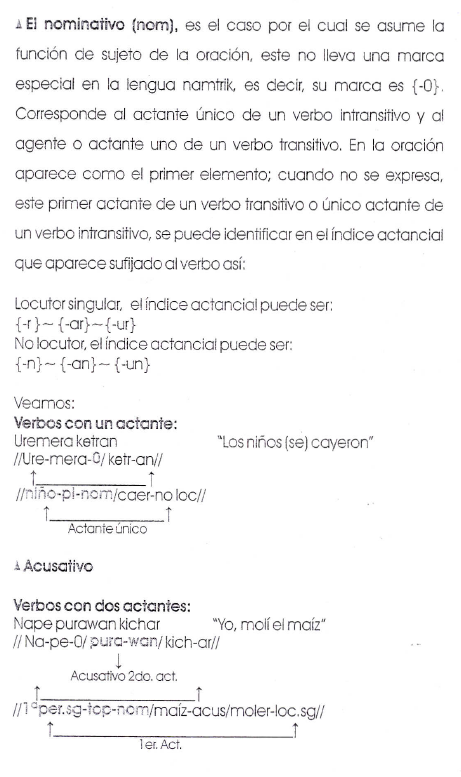 El nominativo (nom), es el caso por el cual se asume la
función de sujeto de la oración, este no lleva una marca
especial en la lengua namtrik, es decir, su marca es {-0}.
Corresponde al actante único de un verbo intransitivo y al
agente o actante uno de un verbo transitivo. En la oración
aparece como el primer elemento; cuando no se expresa,
este primer actante de un verbo transitivo o único actante de
un verbo intransitivo, se puede identificar en el índice actancial
que aparece sufijado al verbo así:
Locutor singular, el índice actancial puede ser:
{-r}~ {-ar}~{-ur}
No locutor, el índice actancial puede ser:
{-n}~ {-an}~ {-un}
Veamos:
Verbos con un actante:
Uremera kɵtran "Los niños (se) cayeron"
//Ure-mera-0/ kɵtr-an//
//niño-pl-nom/caer-no loc//
Actante único
Acusativo
Verbos con dos actantes:
Nape purawan kichar "Yo, molí el maíz"
// Na-pe-0/ pura-wan/ kich-ar//
Acusativo 2do. act.
//1ªper.sg-top-nom/maíz-acus/moler-loc.sg//
1er. Act.